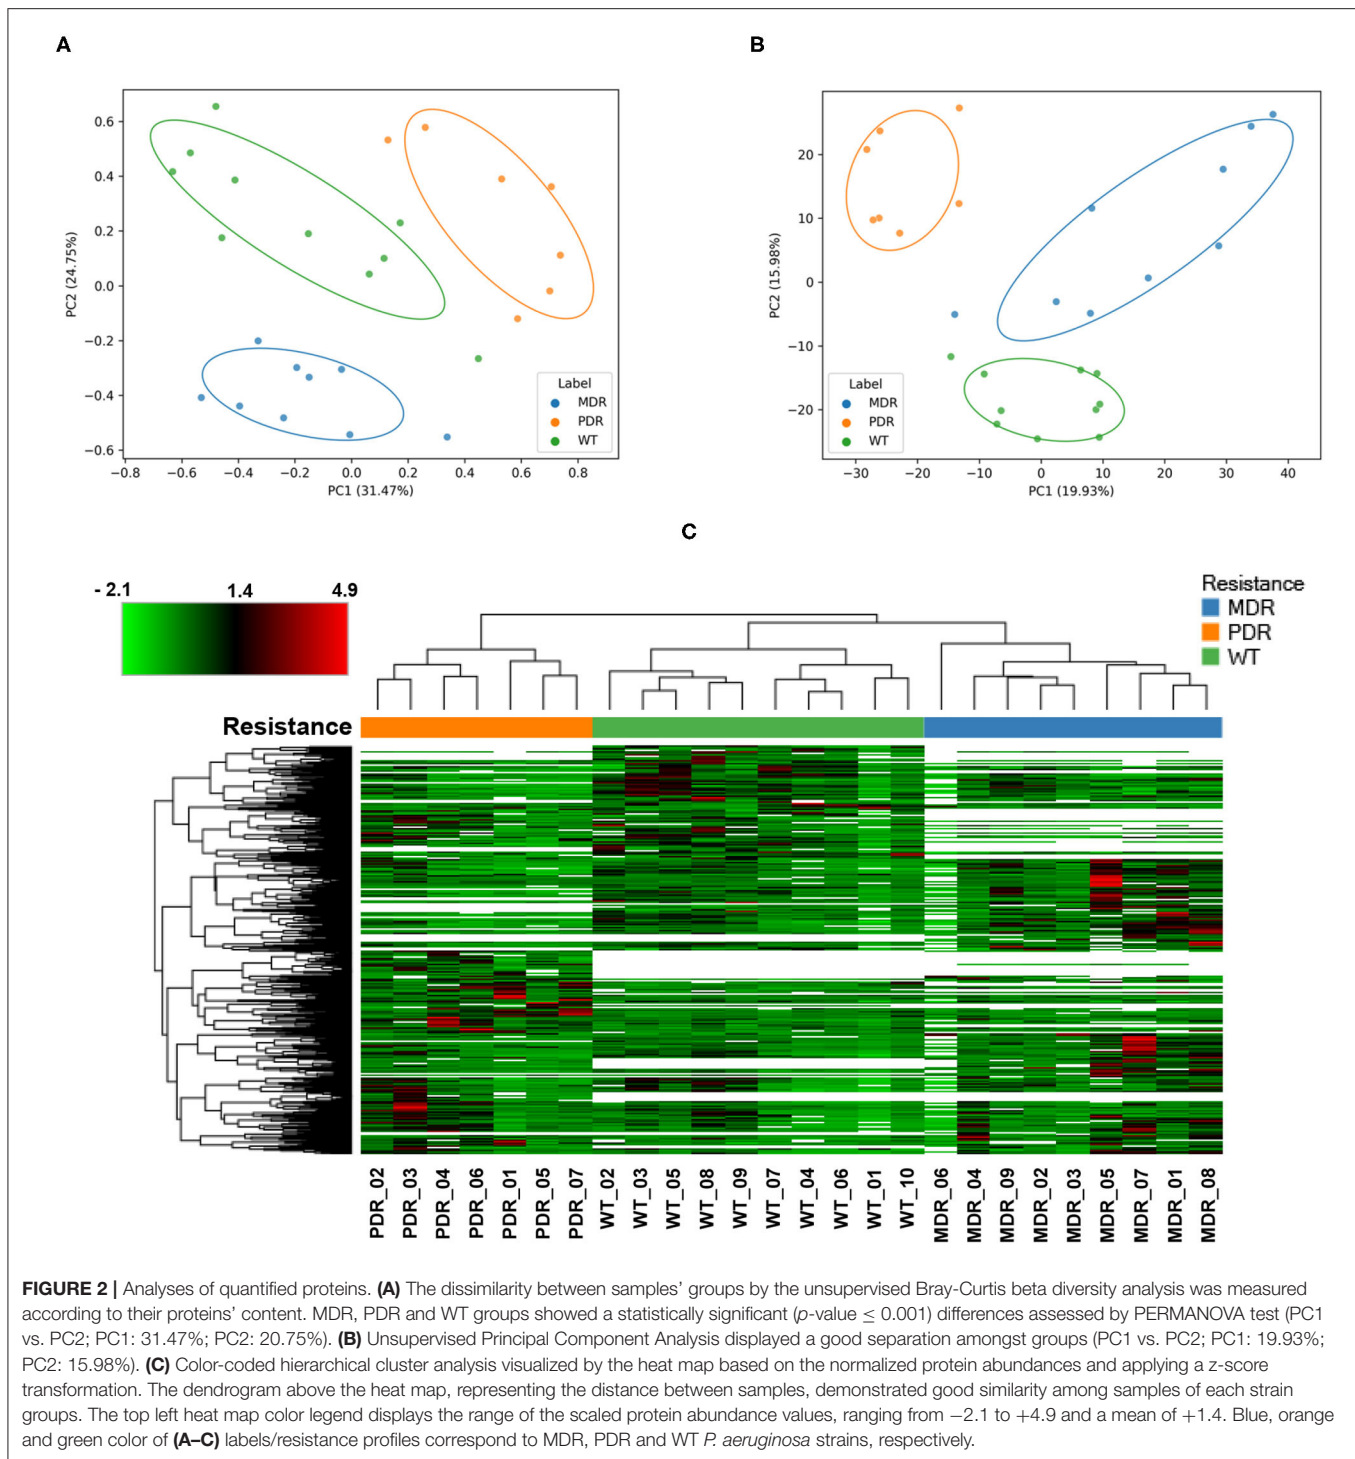 A
B
0.6
0.4
0.2
0.0
−0.2
−0.4
−0.6
PC2 (24.75%)
−0.8
−0.6
−0.4
−0.2
0.0
0.2
0.4
0.6
0.8
PC1 (31.47%)
Label
MDR
PDR
WT
20
10
0
−10
−20
PC2 (15.98%)
−30
−20
−10
0
10
20
30
40
PC1 (19.93%)
Label
MDR
PDR
WT
C
- 2.1
1.4
4.9
Resistance
MDR
PDR
WT
Resistance
PDR_02
PDR_03
PDR_04
PDR_06
PDR_01
PDR_05
PDR_07
WT_02
WT_03
WT_05
WT_08
WT_09
WT_07
WT_04
WT_06
WT_01
WT_10
MDR_06
MDR_04
MDR_09
MDR_02
MDR_03
MDR_05
MDR_07
MDR_01
MDR_08
FIGURE 2 | Analyses of quantified proteins. (A) The dissimilarity between samples' groups by the unsupervised Bray-Curtis beta diversity analysis was measured
according to their proteins' content. MDR, PDR and WT groups showed a statistically significant (p-value ≤ 0.001) differences assessed by PERMANOVA test (PC1
vs. PC2; PC1: 31.47%; PC2: 20.75%). (B) Unsupervised Principal Component Analysis displayed a good separation amongst groups (PC1 vs. PC2; PC1: 19.93%;
PC2: 15.98%). (C) Color-coded hierarchical cluster analysis visualized by the heat map based on the normalized protein abundances and applying a z-score
transformation. The dendrogram above the heat map, representing the distance between samples, demonstrated good similarity among samples of each strain
groups. The top left heat map color legend displays the range of the scaled protein abundance values, ranging from −2.1 to +4.9 and a mean of +1.4. Blue, orange
and green color of (A–C) labels/resistance profiles correspond to MDR, PDR and WT P. aeruginosa strains, respectively.